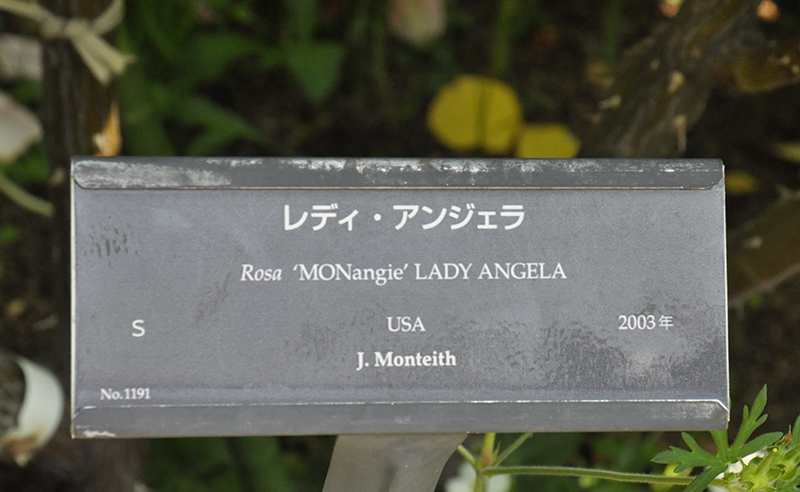 レディ・アンジェラ
Rosa ‘MONangie’ LADY ANGELA
S USA 2003年
J. Monteith
No.1191